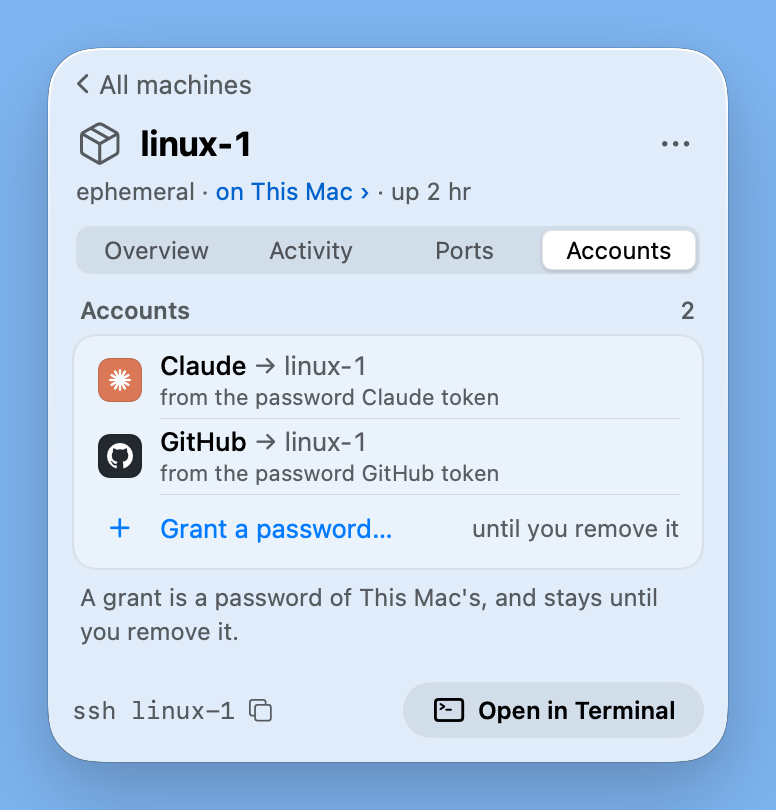 All machines
linux-1
ephemeral · on This Mac › · up 2 hr
Overview Activity Ports Accounts
Accounts 2
Claude → linux-1
from the password Claude token
GitHub → linux-1
from the password GitHub token
+ Grant a password... until you remove it
A grant is a password of This Mac's, and stays until
you remove it.
ssh linux-1 Open in Terminal